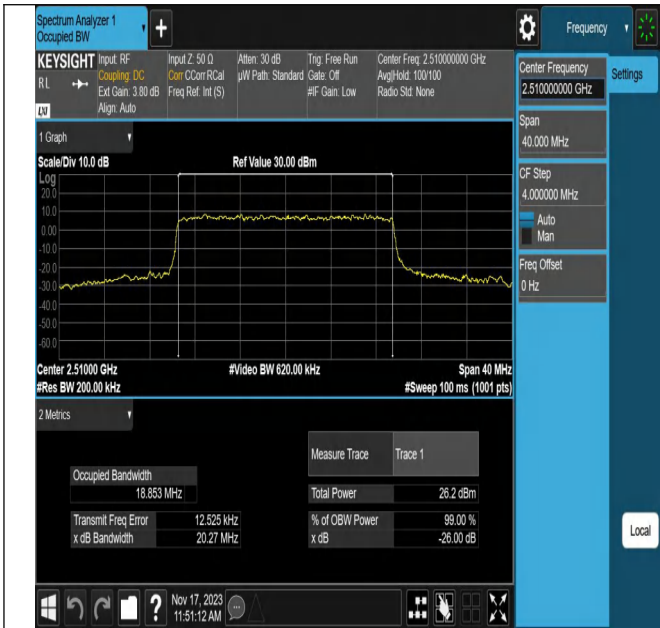 Spectrum Analyzer 1
Occupied BW
+
Frequency
KEYSIGHT
RL
LXI
Input: RF
Coupling: DC
Ext Gain: 3.80 dB
Align: Auto
Input Z: 50 Ω
Corr CCorr RCal
Freq Ref: Int (S)
Atten: 30 dB
µW Path: Standard
Trig: Free Run
Gate: Off
#IF Gain: Low
Center Freq: 2.510000000 GHz
Avg|Hold: 100/100
Radio Std: None
Center Frequency
2.510000000 GHz
Settings
Span
40.000 MHz
CF Step
4.000000 MHz
Auto
Man
Freq Offset
0 Hz
Local
1 Graph
Scale/Div 10.0 dB
Ref Value 30.00 dBm
Log
20.0
10.0
0.00
-10.0
-20.0
-30.0
-40.0
-50.0
-60.0
Center 2.51000 GHz
#Video BW 620.00 kHz
Span 40 MHz
#Res BW 200.00 kHz
#Sweep 100 ms (1001 pts)
2 Metrics
Measure Trace
Trace 1
Occupied Bandwidth
18.853 MHz
Total Power
26.2 dBm
Transmit Freq Error
12.525 kHz
% of OBW Power
99.00 %
x dB Bandwidth
20.27 MHz
x dB
-26.00 dB
?
Nov 17, 2023
11:51:12 AM